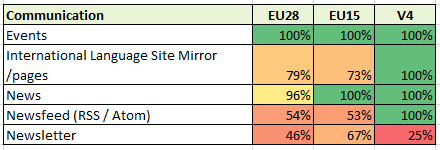 Communication EU28 EU15 V4
Events 100% 100% 100%
International Language Site Mirror
/pages 79% 73% 100%
News 96% 100% 100%
Newsfeed (RSS / Atom) 54% 53% 100%
Newsletter 46% 67% 25%